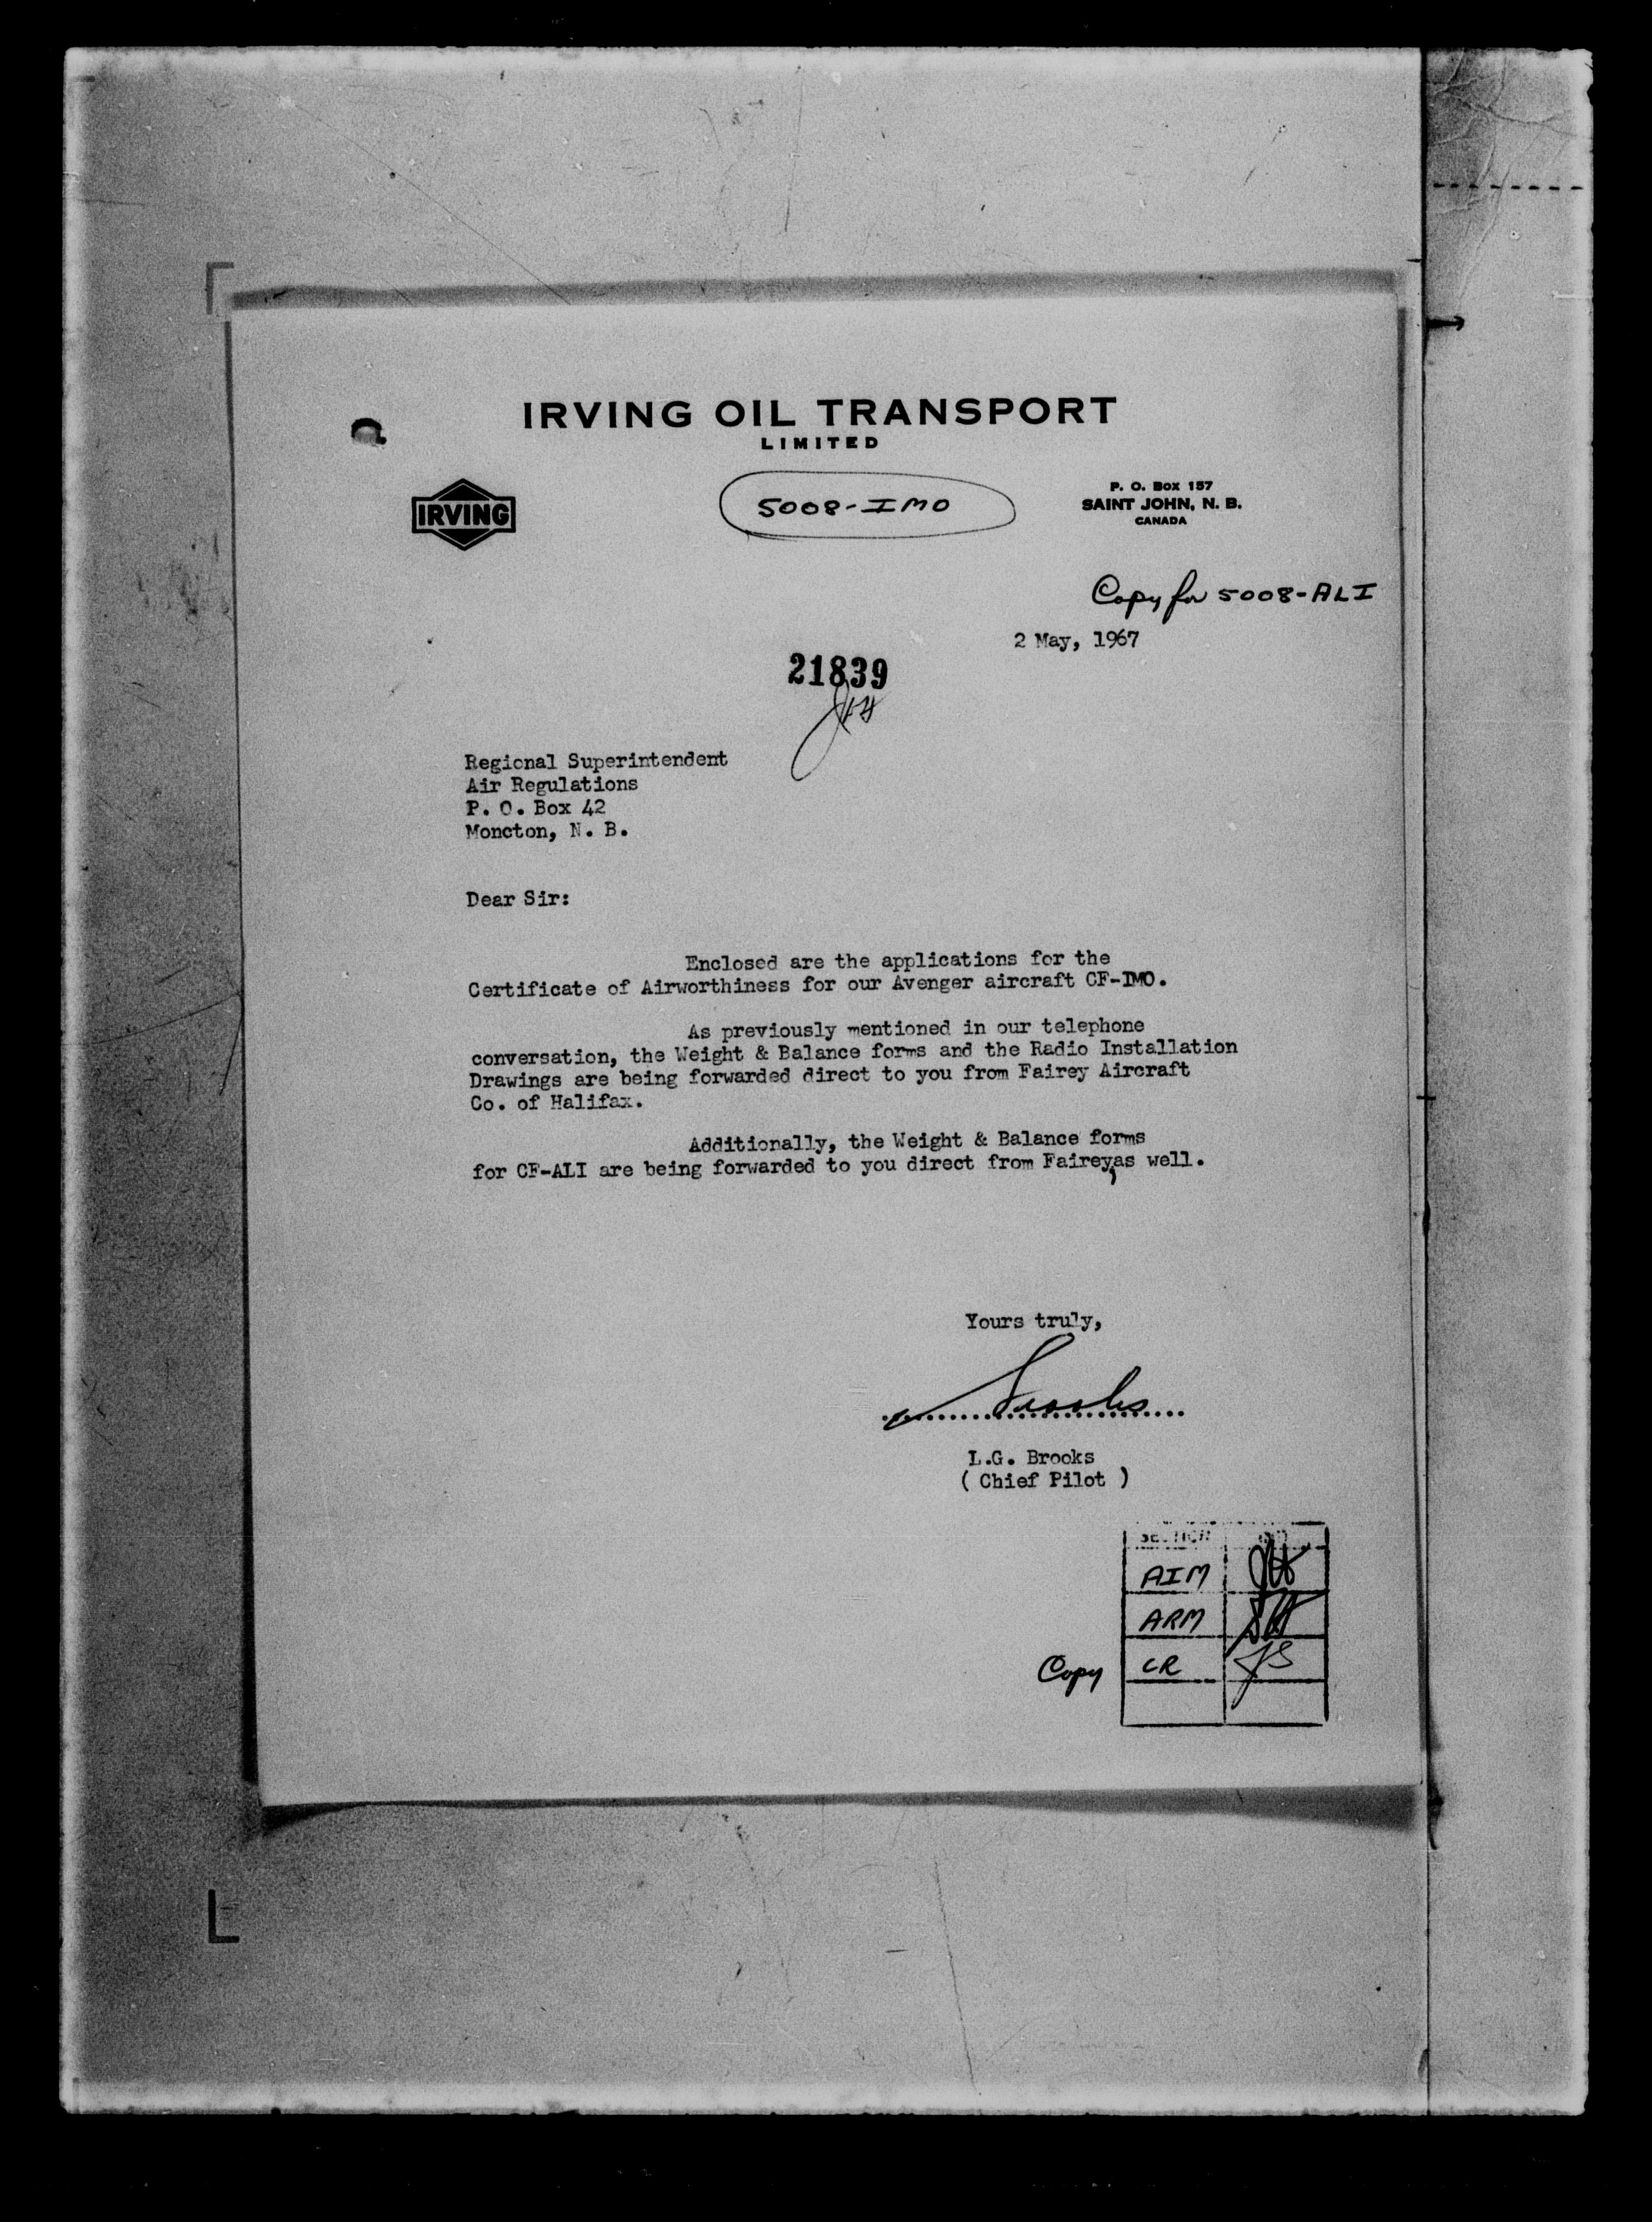 IRVING OIL TRANSPORT
LIMITED
IRVING
5008-IMO
P. O. Box 157
SAINT JOHN, N. B.
CANADA
Copy for 5008-ALI
2 May, 1967
21839
Regional Superintendent
Air Regulations
P. O. Box 42
Moncton, N. B.
Dear Sir:
Enclosed are the applications for the
Certificate of Airworthiness for our Avenger aircraft CF-IMO.
As previously mentioned in our telephone
conversation, the Weight & Balance forms and the Radio Installation
Drawings are being forwarded direct to you from Fairey Aircraft
Co. of Halifax.
Additionally, the Weight & Balance forms
for CF-ALI are being forwarded to you direct from Fairey,as well.
Yours truly,
Brooks
L.G. Brooks
( Chief Pilot )
SECTION
AIM
ARM
Copy CR